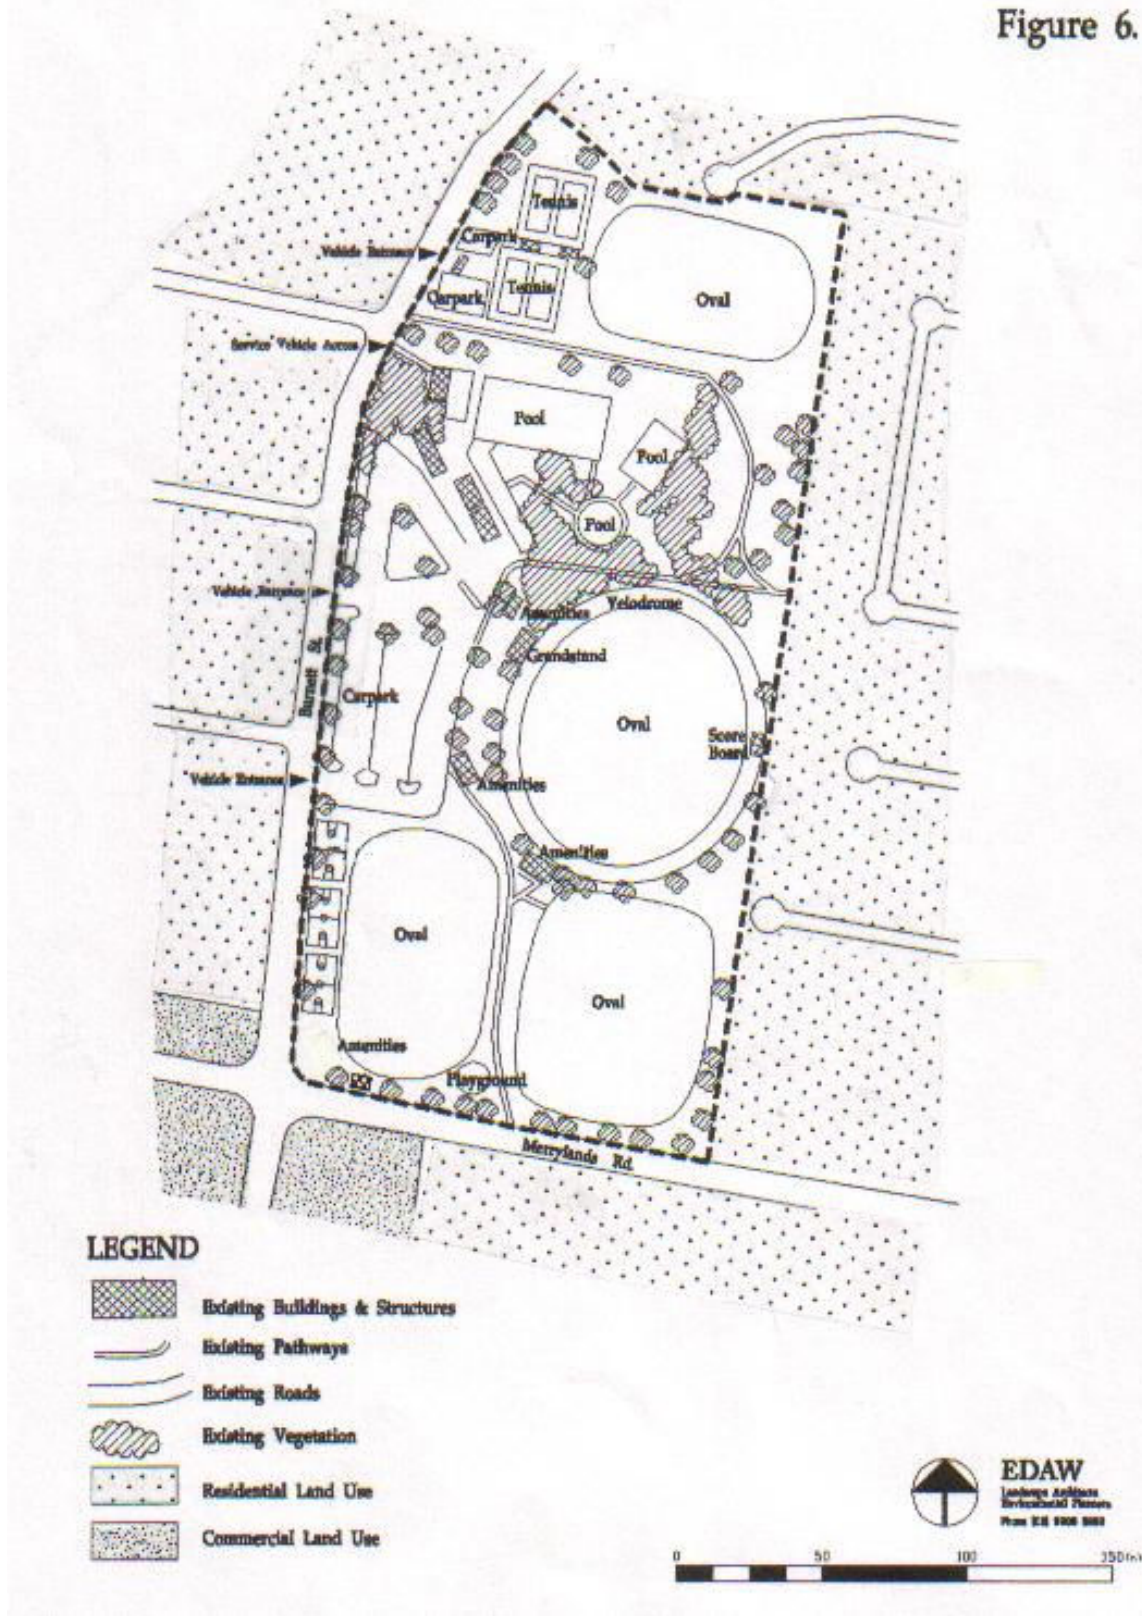 Figure 6.
Tennis
Carpark
Vehicle Entrance
Carpark
Tennis
Oval
Service Vehicle Access
Pool
Pool
Pool
Vehicle Entrance
Amenities
Velodrome
Grandstand
Burnett St.
Carpark
Oval
Score
Board
Vehicle Entrance
Amenities
Amenities
Oval
Oval
Amenities
Playground
Merrylands Rd.
LEGEND
Existing Buildings & Structures
Existing Pathways
Existing Roads
Existing Vegetation
Residential Land Use
Commercial Land Use
EDAW
Landscape Architects
Environmental Planners
0 50 100